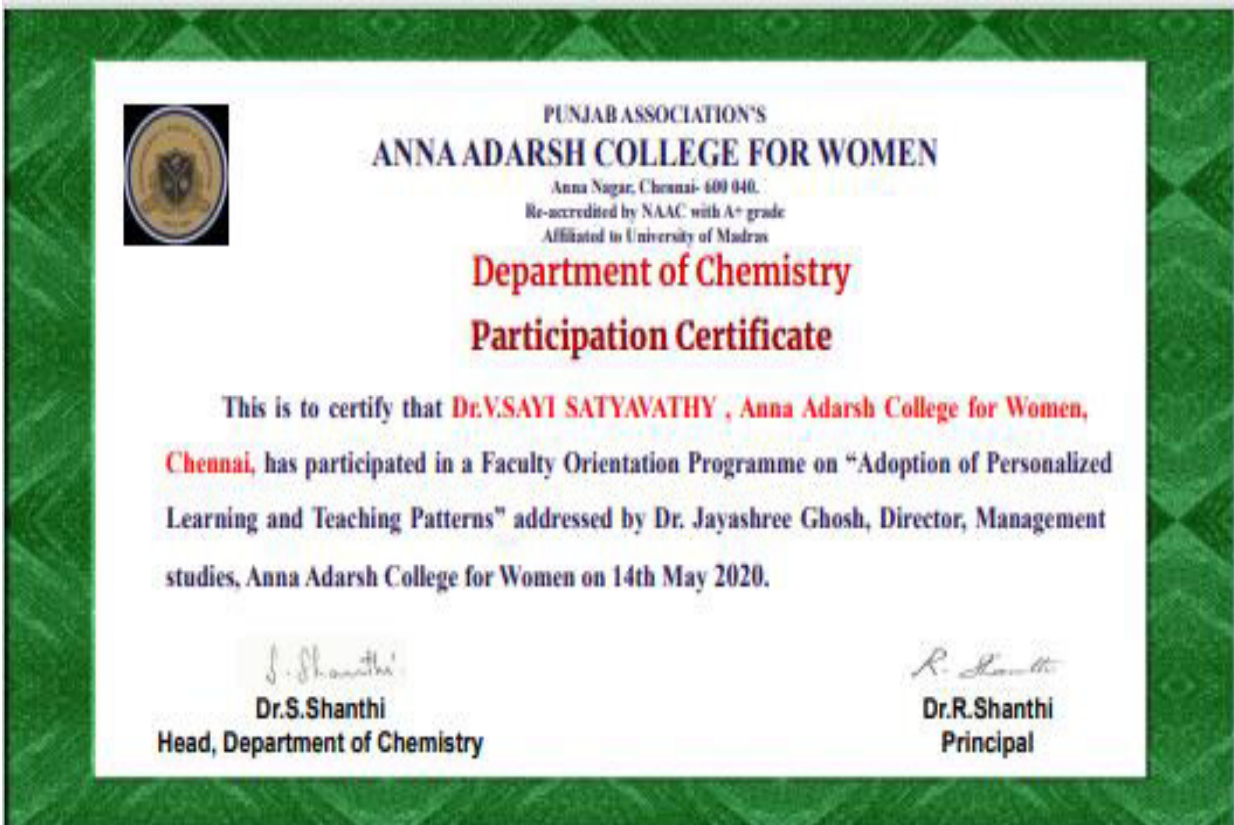 PUNJAB ASSOCIATION'S
ANNA ADARSH COLLEGE FOR WOMEN
Anna Nagar, Chennai- 600 040.
Re-accredited by NAAC with A+ grade
Affiliated to University of Madras
Department of Chemistry
Participation Certificate
This is to certify that Dr.V.SAYI SATYAVATHY , Anna Adarsh College for Women,
Chennai, has participated in a Faculty Orientation Programme on “Adoption of Personalized
Learning and Teaching Patterns” addressed by Dr. Jayashree Ghosh, Director, Management
studies, Anna Adarsh College for Women on 14th May 2020.
S. Shanthi
R. Shanthi
Dr.S.Shanthi
Dr.R.Shanthi
Head, Department of Chemistry
Principal